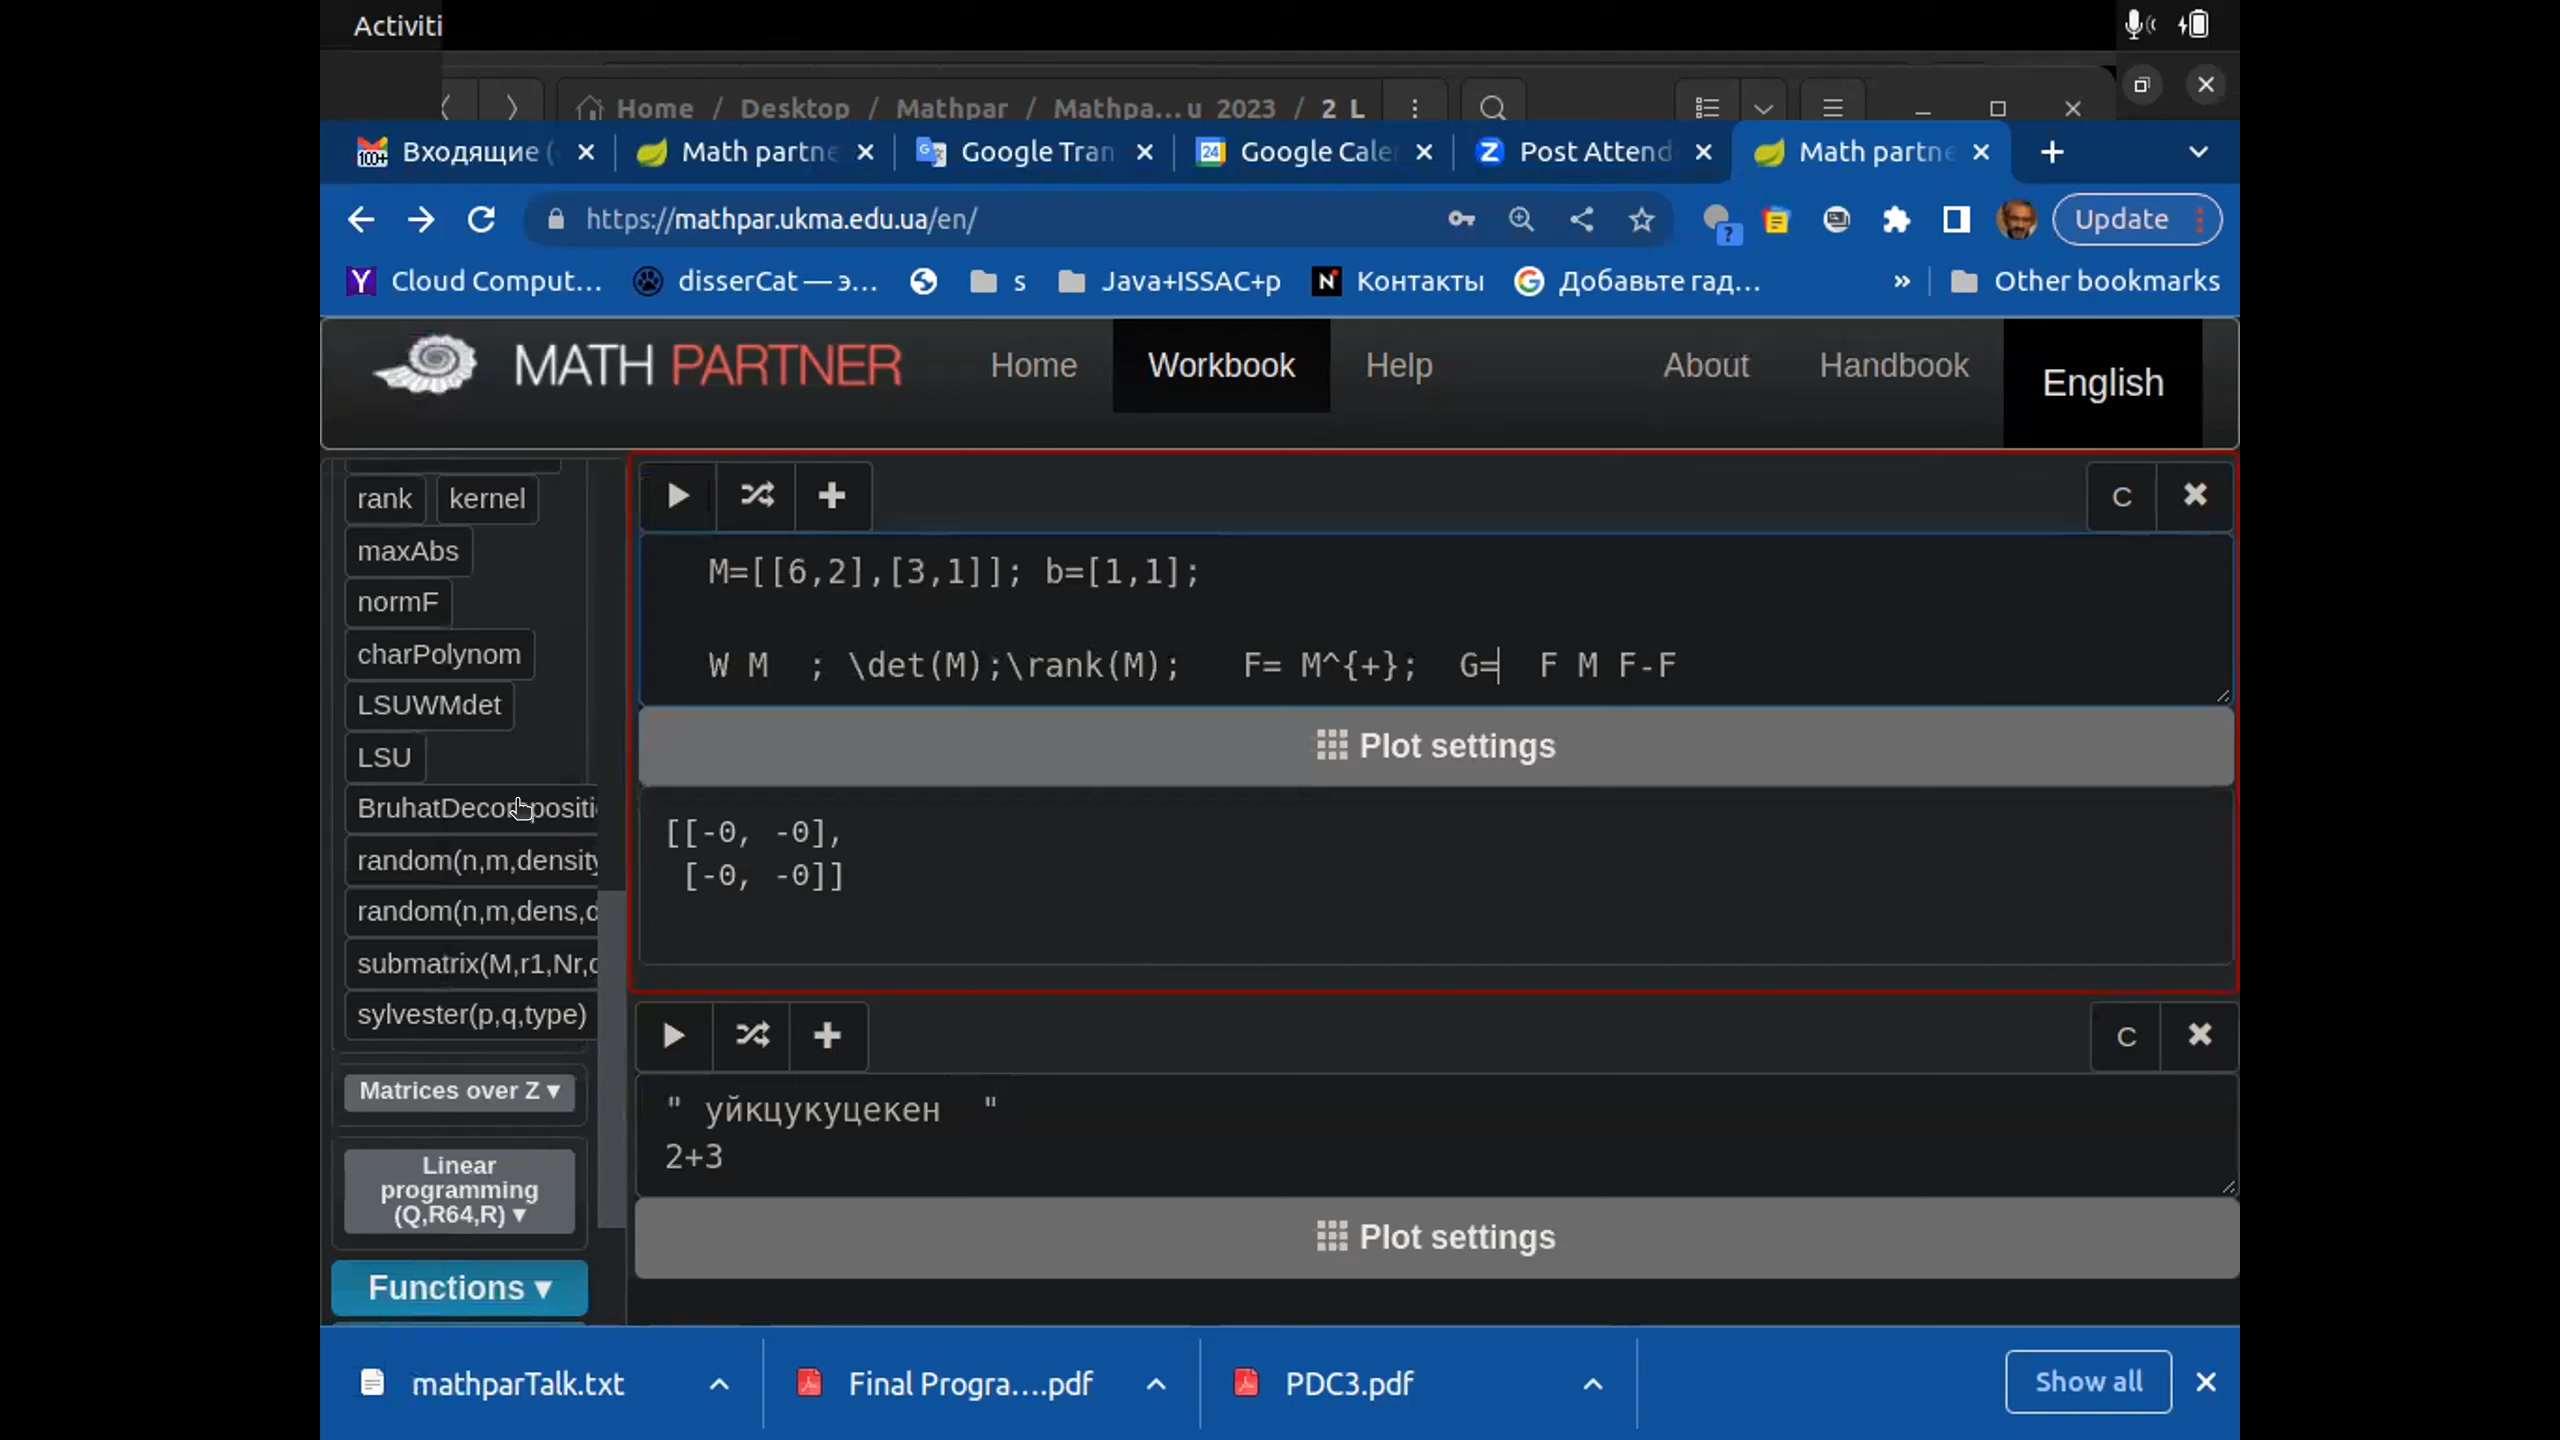 Activiti
Home / Desktop / Mathpar / Mathpa...u 2023 / 2 L
Входящие ( Math partne Google Tran 24 Google Cale Z Post Attend Math partne
100+
https://mathpar.ukma.edu.ua/en/ ? Update
Y Cloud Comput... disserCat — э... s Java+ISSAC+p N Контакты G Добавьте гад... » Other bookmarks
MATH PARTNER Home Workbook Help About Handbook English
rank kernel
maxAbs
normF
charPolynom
LSUWMdet
LSU
BruhatDecompositi
random(n,m,density
random(n,m,dens,d
submatrix(M,r1,Nr,c
sylvester(p,q,type)
Matrices over Z ▾
Linear
programming
(Q,R64,R) ▾
Functions ▾
C
M=[[6,2],[3,1]]; b=[1,1];
W M ; \det(M);\rank(M); F= M^{+}; G= F M F-F
Plot settings
[[-0, -0],
[-0, -0]]
C
" уйкцукуцекен "
2+3
Plot settings
mathparTalk.txt Final Progra....pdf PDC3.pdf Show all